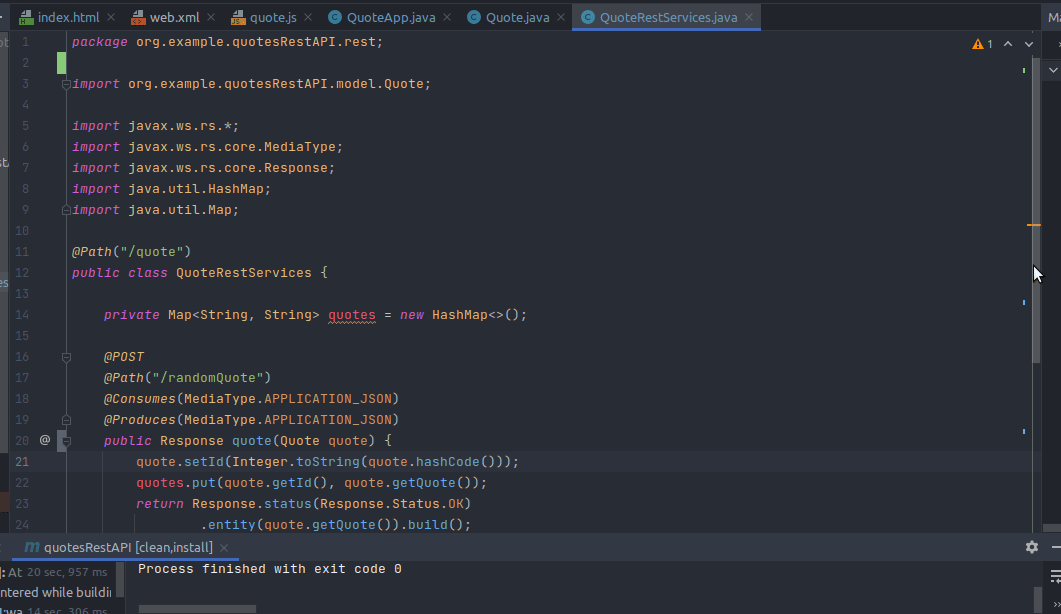 index.html web.xml quote.js QuoteApp.java Quote.java QuoteRestServices.java
1 package org.example.quotesRestAPI.rest;
1
2
3 import org.example.quotesRestAPI.model.Quote;
4
5 import javax.ws.rs.*;
6 import javax.ws.rs.core.MediaType;
7 import javax.ws.rs.core.Response;
8 import java.util.HashMap;
9 import java.util.Map;
10
11 @Path("/quote")
12 public class QuoteRestServices {
13
14 private Map<String, String> quotes = new HashMap<>();
15
16 @POST
17 @Path("/randomQuote")
18 @Consumes(MediaType.APPLICATION_JSON)
19 @Produces(MediaType.APPLICATION_JSON)
20 @ public Response quote(Quote quote) {
21 quote.setId(Integer.toString(quote.hashCode()));
22 quotes.put(quote.getId(), quote.getQuote());
23 return Response.status(Response.Status.OK)
24 .entity(quote.getQuote()).build();
m quotesRestAPI [clean,install]
At 20 sec, 957 ms
Process finished with exit code 0
ntered while buildi
14 sec, 306 ms